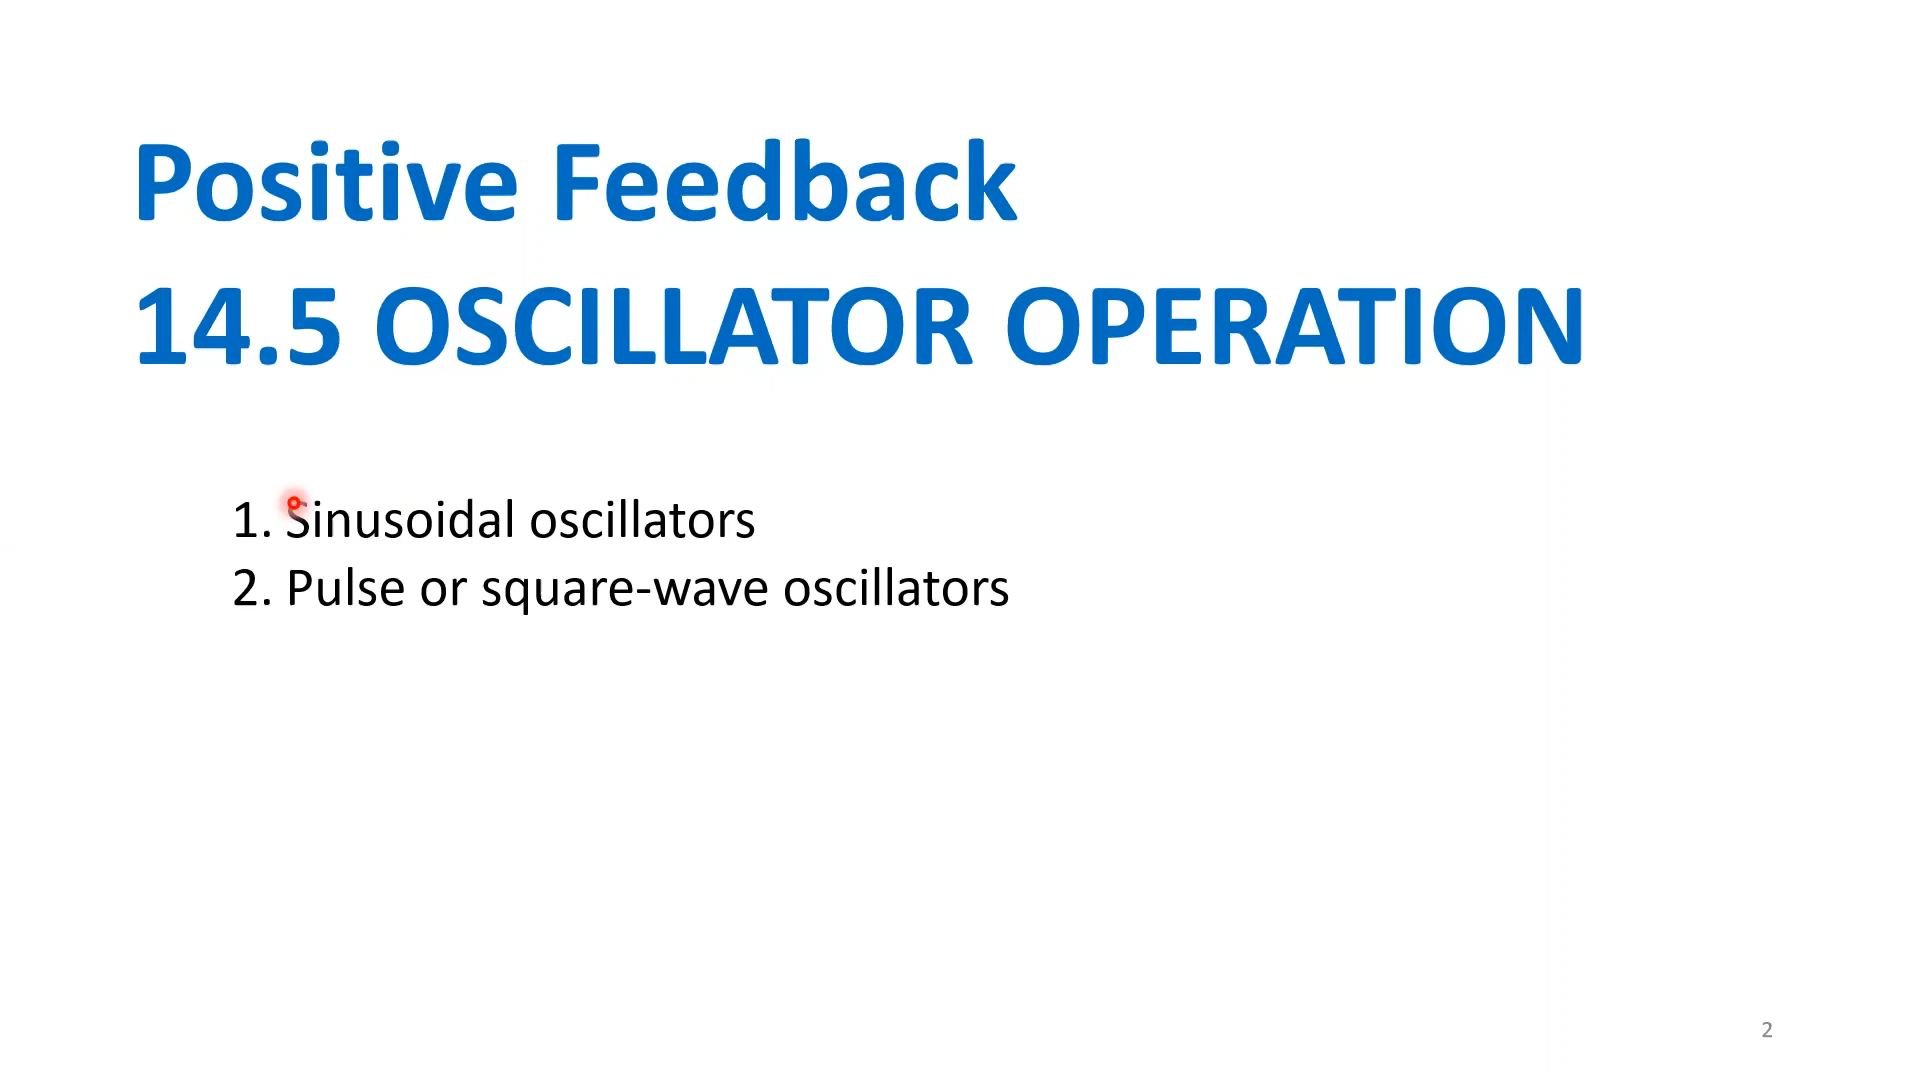 Positive Feedback
14.5 OSCILLATOR OPERATION
1. Sinusoidal oscillators
2. Pulse or square-wave oscillators
2